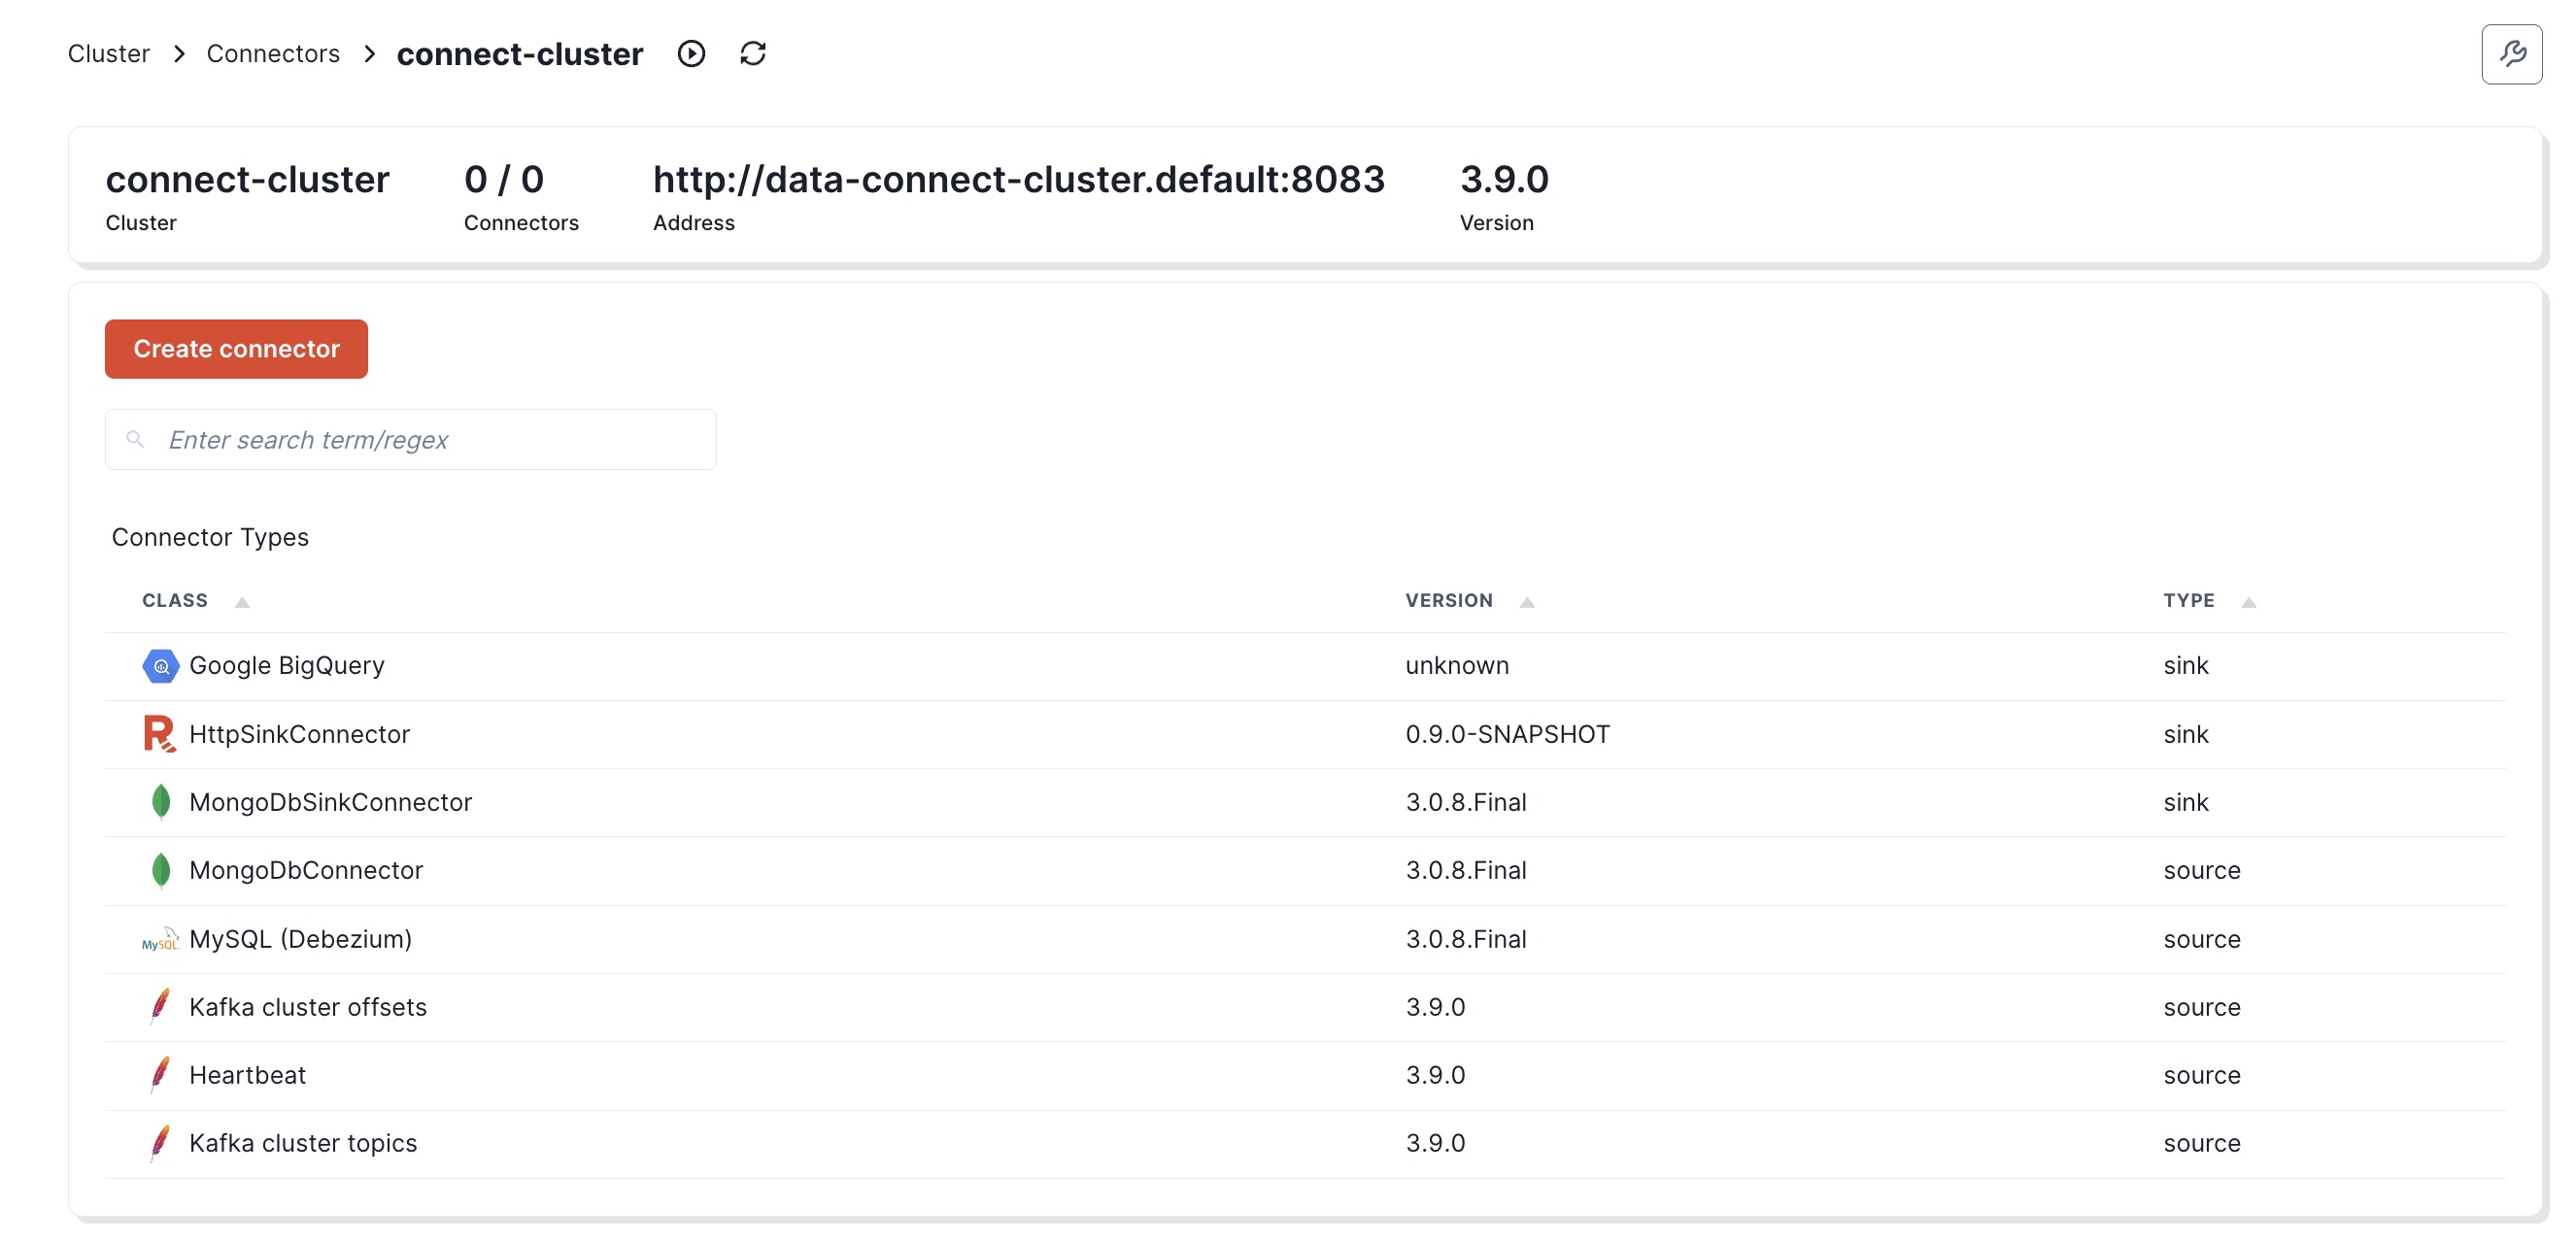 Cluster > Connectors > connect-cluster
connect-cluster 0 / 0 http://data-connect-cluster.default:8083 3.9.0
Cluster Connectors Address Version
Create connector
Enter search term/regex
Connector Types
CLASS VERSION TYPE
Google BigQuery unknown sink
HttpSinkConnector 0.9.0-SNAPSHOT sink
MongoDbSinkConnector 3.0.8.Final sink
MongoDbConnector 3.0.8.Final source
MySQL MySQL (Debezium) 3.0.8.Final source
Kafka cluster offsets 3.9.0 source
Heartbeat 3.9.0 source
Kafka cluster topics 3.9.0 source